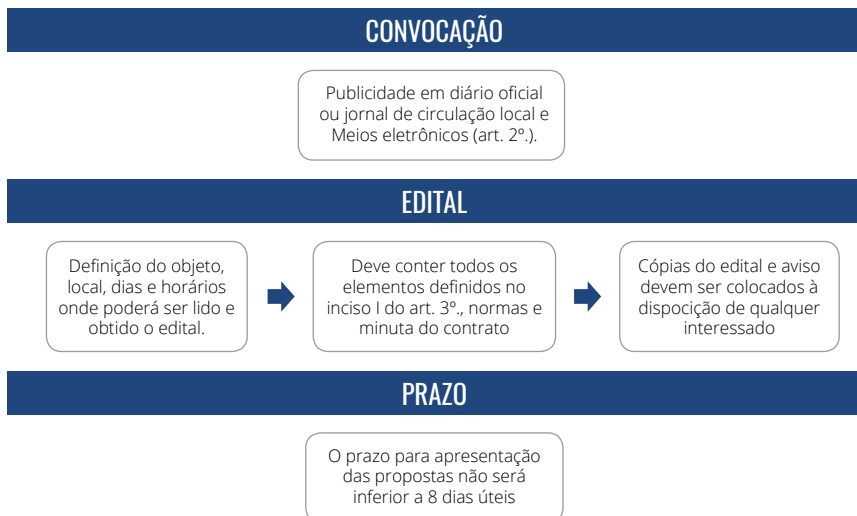 CONVOCAÇÃO
Publicidade em diário oficial
ou jornal de circulação local e
Meios eletrônicos (art. 2º.).
EDITAL
Definição do objeto,
local, dias e horários
onde poderá ser lido e
obtido o edital.
Deve conter todos os
elementos definidos no
inciso I do art. 3º., normas e
minuta do contrato
Cópias do edital e aviso
devem ser colocados à
dispocição de qualquer
interessado
PRAZO
O prazo para apresentação
das propostas não será
inferior a 8 dias úteis